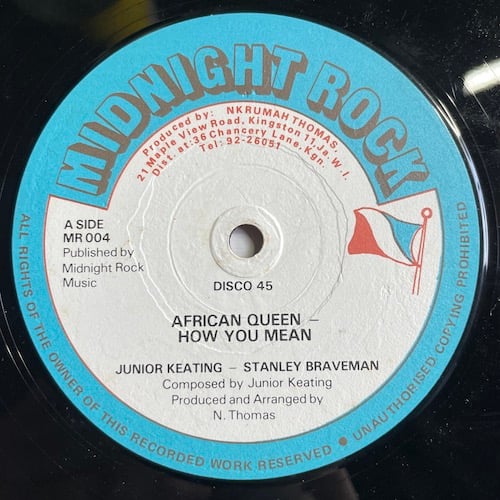 MIDNIGHT ROCK
Produced by: NKRUMAH THOMAS,
21 Maple View Road, Kingston 11, Ja. W. I.
Dist. at: 36 Chancery Lane, Kgn.
Tel: 92-26051
A SIDE
MR 004
Published by
Midnight Rock
Music
DISCO 45
AFRICAN QUEEN –
HOW YOU MEAN
JUNIOR KEATING – STANLEY BRAVEMAN
Composed by Junior Keating
Produced and Arranged by
N. Thomas
ALL RIGHTS OF THE OWNER OF THIS RECORDED WORK RESERVED ● UNAUTHORISED COPYING PROHIBITED